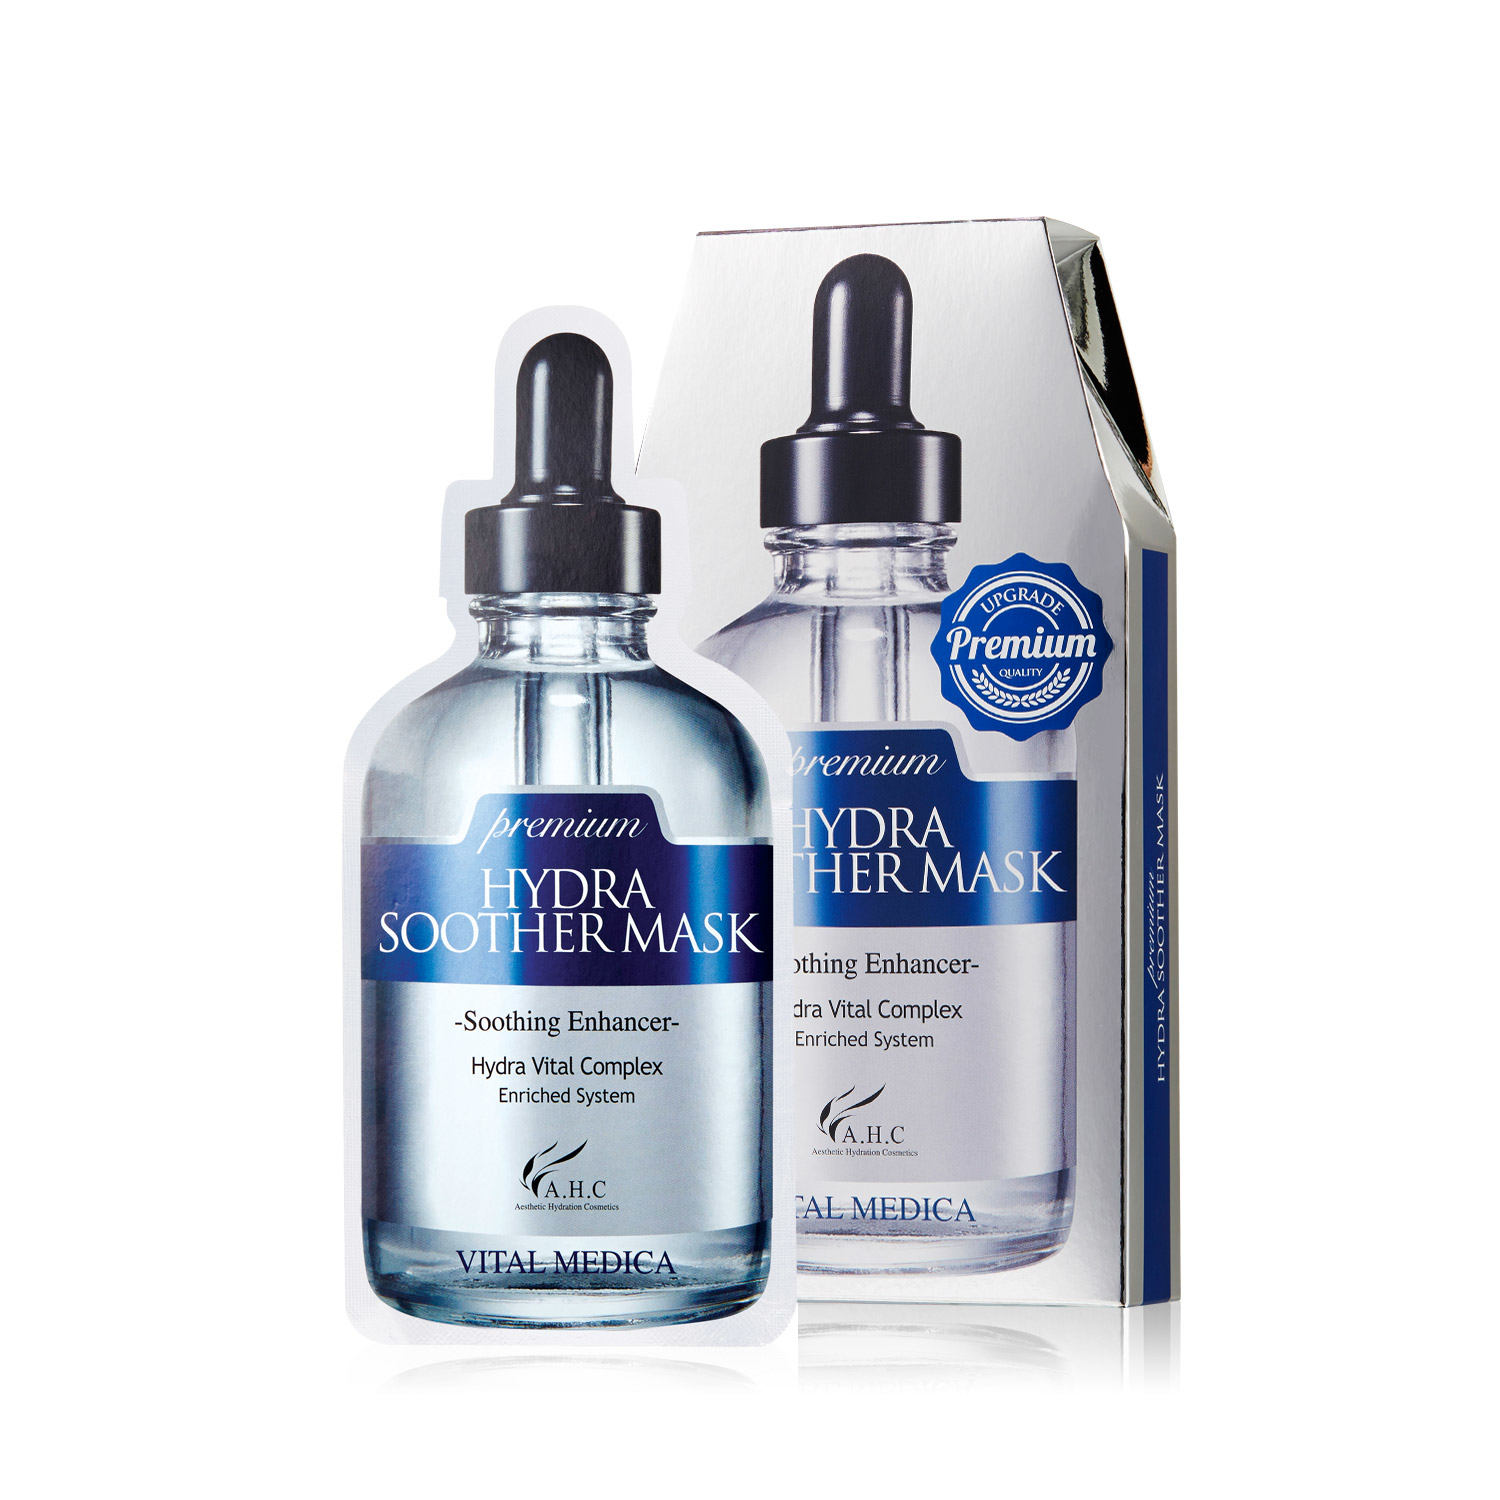 premium
HYDRA
SOOTHER MASK
-Soothing Enhancer-
Hydra Vital Complex
Enriched System
A.H.C
Aesthetic Hydration Cosmetics
VITAL MEDICA
UPGRADE
Premium
QUALITY
premium
HYDRA
THER MASK
othing Enhancer-
dra Vital Complex
Enriched System
A.H.C
Aesthetic Hydration Cosmetics
TAL MEDICA
premium
HYDRA SOOTHER MASK